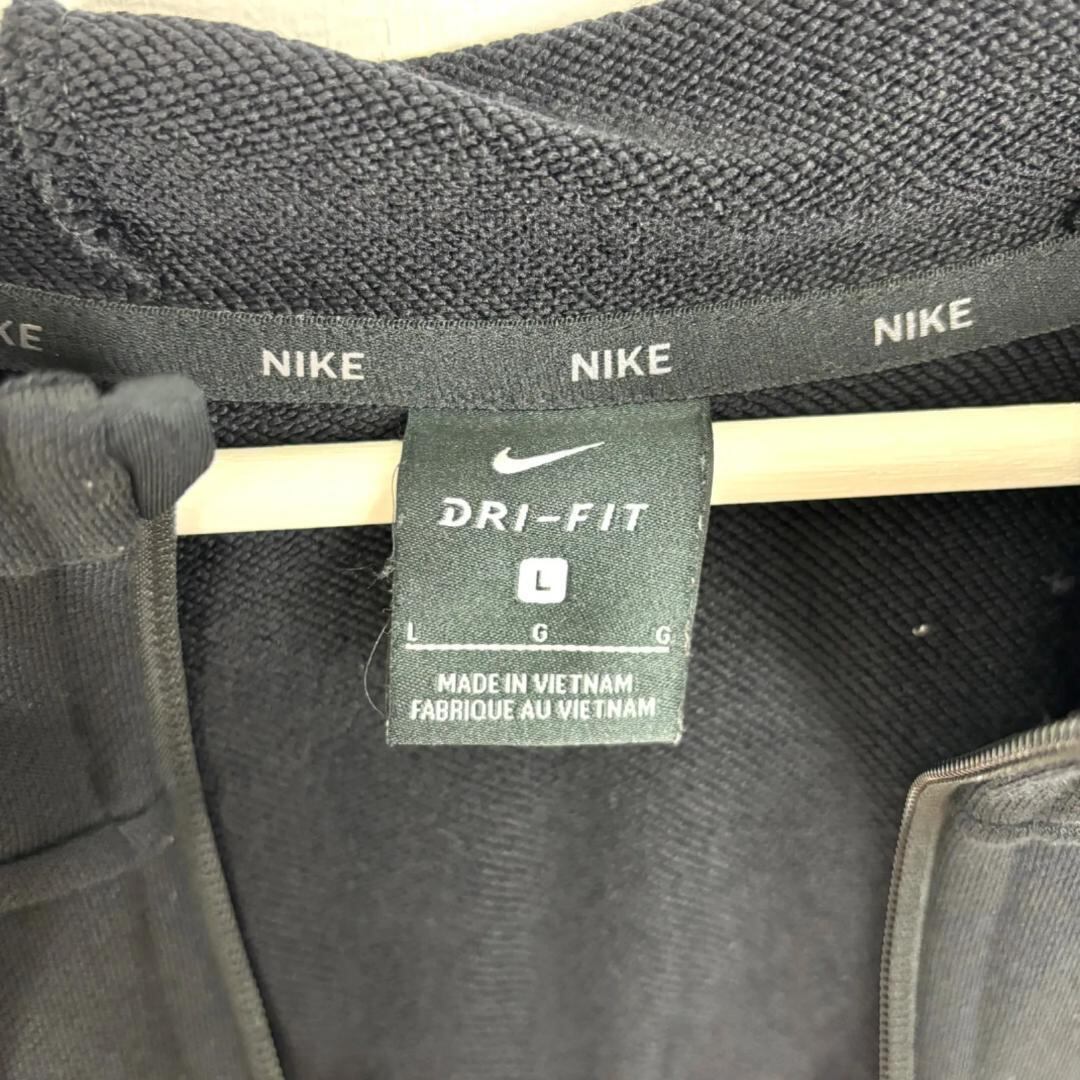 KE NIKE NIKE NIKE
DRI-FIT
L
L G G
MADE IN VIETNAM
FABRIQUE AU VIETNAM